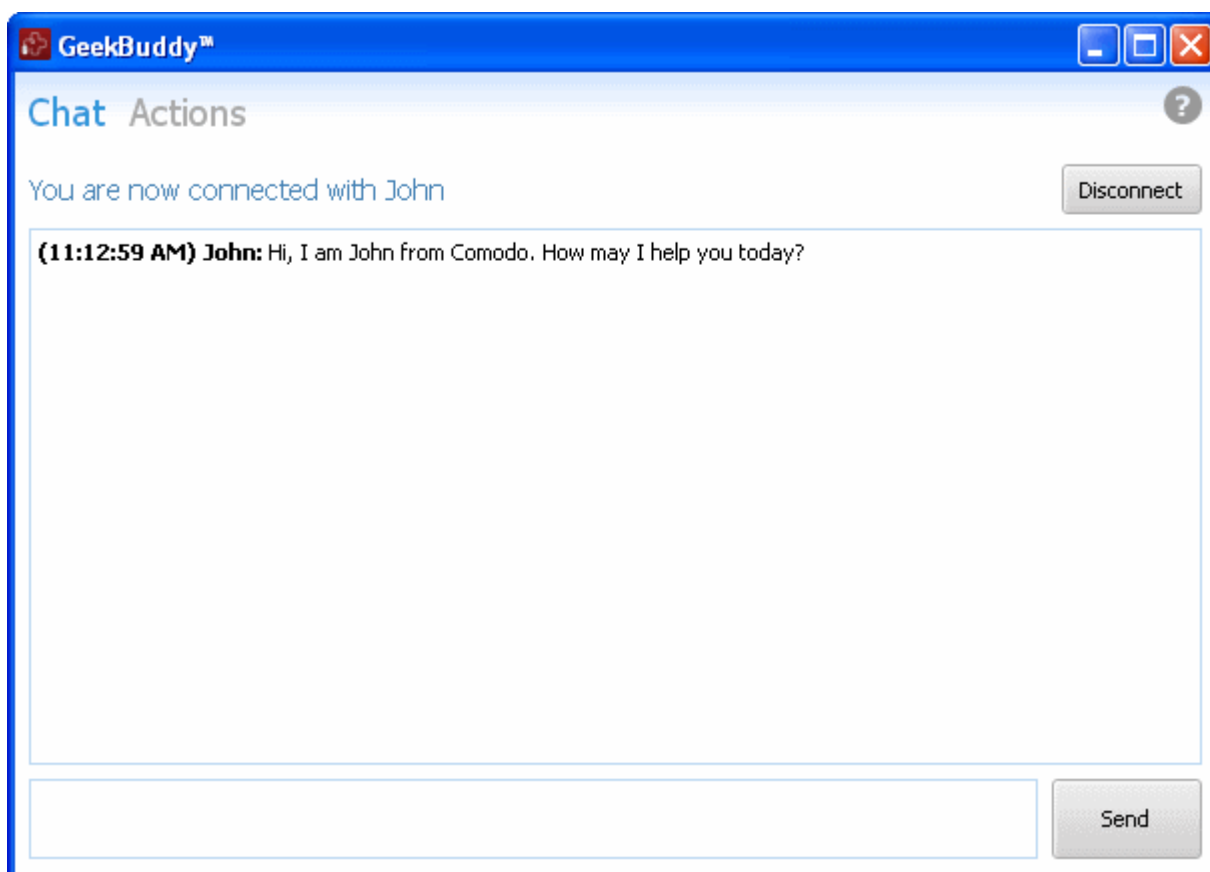 GeekBuddy™
Chat Actions
?
You are now connected with John
Disconnect
(11:12:59 AM) John: Hi, I am John from Comodo. How may I help you today?
Send